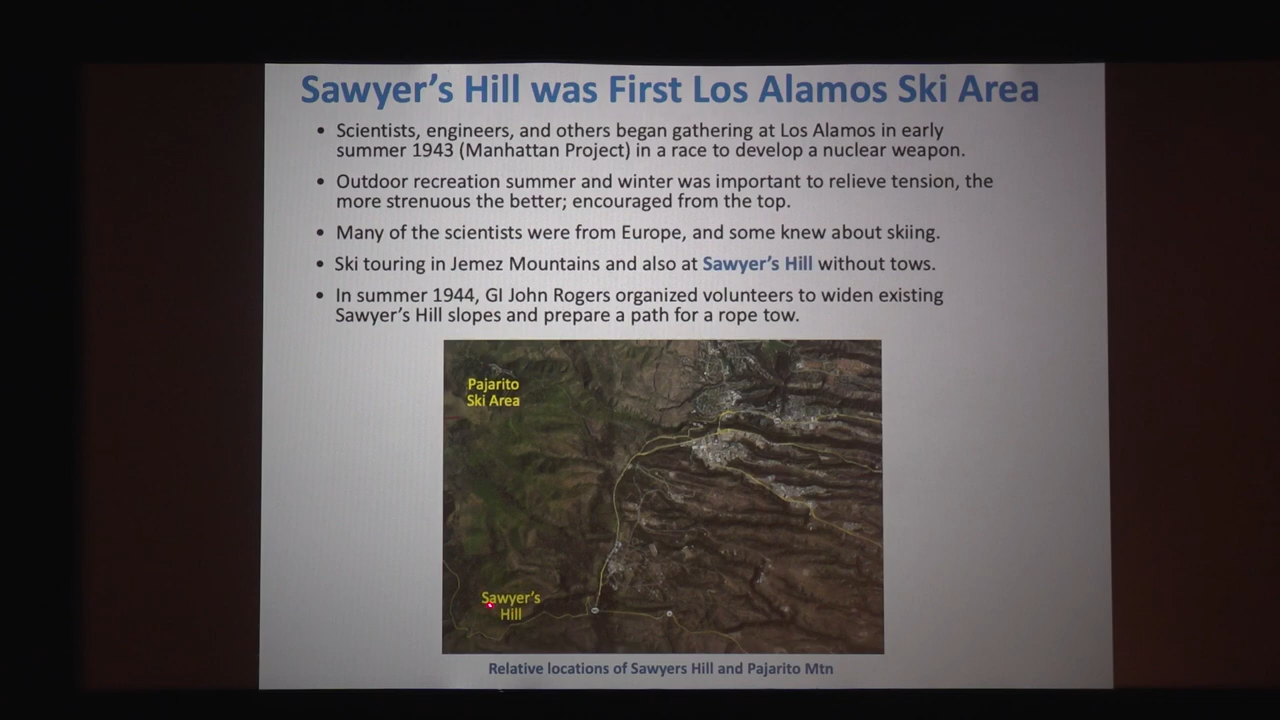 Sawyer's Hill was First Los Alamos Ski Area
• Scientists, engineers, and others began gathering at Los Alamos in early
summer 1943 (Manhattan Project) in a race to develop a nuclear weapon.
• Outdoor recreation summer and winter was important to relieve tension, the
more strenuous the better; encouraged from the top.
• Many of the scientists were from Europe, and some knew about skiing.
• Ski touring in Jemez Mountains and also at Sawyer's Hill without tows.
• In summer 1944, GI John Rogers organized volunteers to widen existing
Sawyer's Hill slopes and prepare a path for a rope tow.
Pajarito
Ski Area
Sawyer's
Hill
Relative locations of Sawyers Hill and Pajarito Mtn